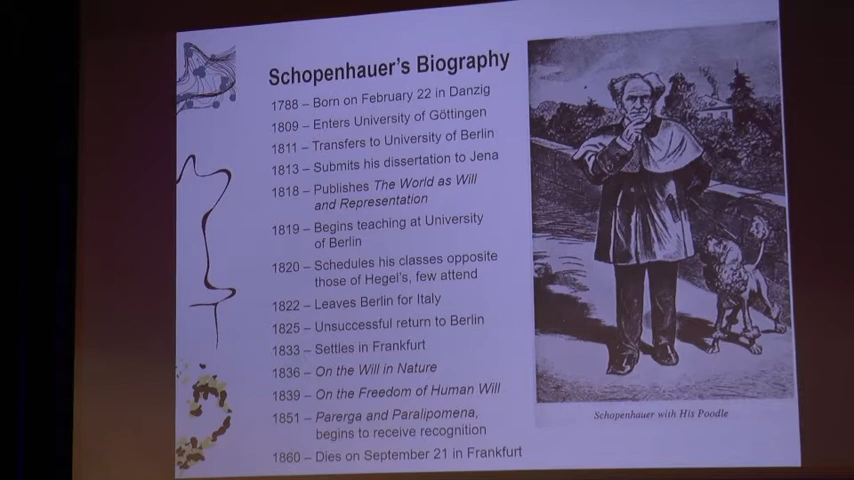 Schopenhauer's Biography
1788 – Born on February 22 in Danzig
1809 – Enters University of Göttingen
1811 – Transfers to University of Berlin
1813 – Submits his dissertation to Jena
1818 – Publishes The World as Will
and Representation
1819 – Begins teaching at University
of Berlin
1820 – Schedules his classes opposite
those of Hegel's, few attend
1822 – Leaves Berlin for Italy
1825 – Unsuccessful return to Berlin
1833 – Settles in Frankfurt
1836 – On the Will in Nature
1839 – On the Freedom of Human Will
1851 – Parerga and Paralipomena,
begins to receive recognition
1860 – Dies on September 21 in Frankfurt
Schopenhauer with His Poodle